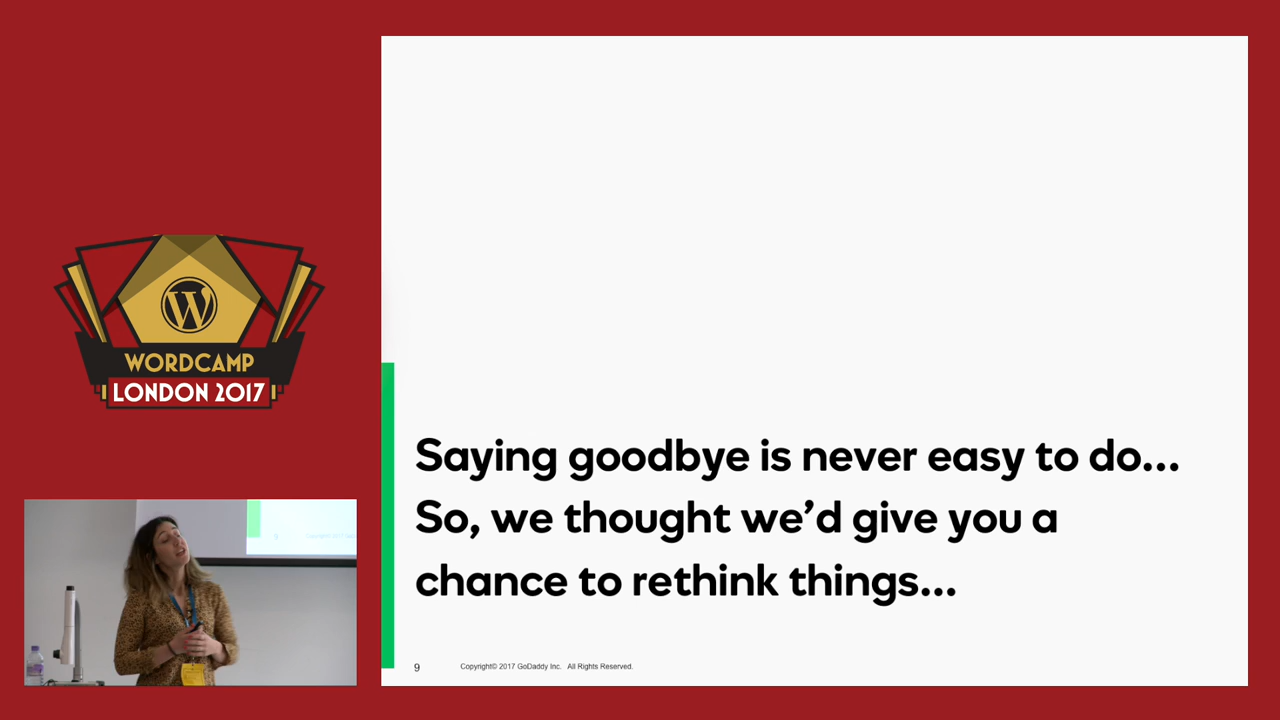 WORDCAMP
LONDON 2017
Saying goodbye is never easy to do...
So, we thought we’d give you a
chance to rethink things...
9
Copyright© 2017 GoDaddy Inc. All Rights Reserved.